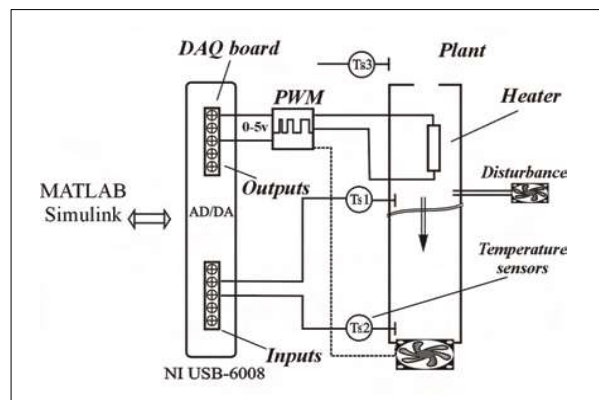 DAQ board
Ts3
Plant
PWM
Heater
0-5v
Disturbance
Outputs
MATLAB
Simulink
AD/DA
Ts1
Temperature
sensors
Ts2
Inputs
NI USB-6008